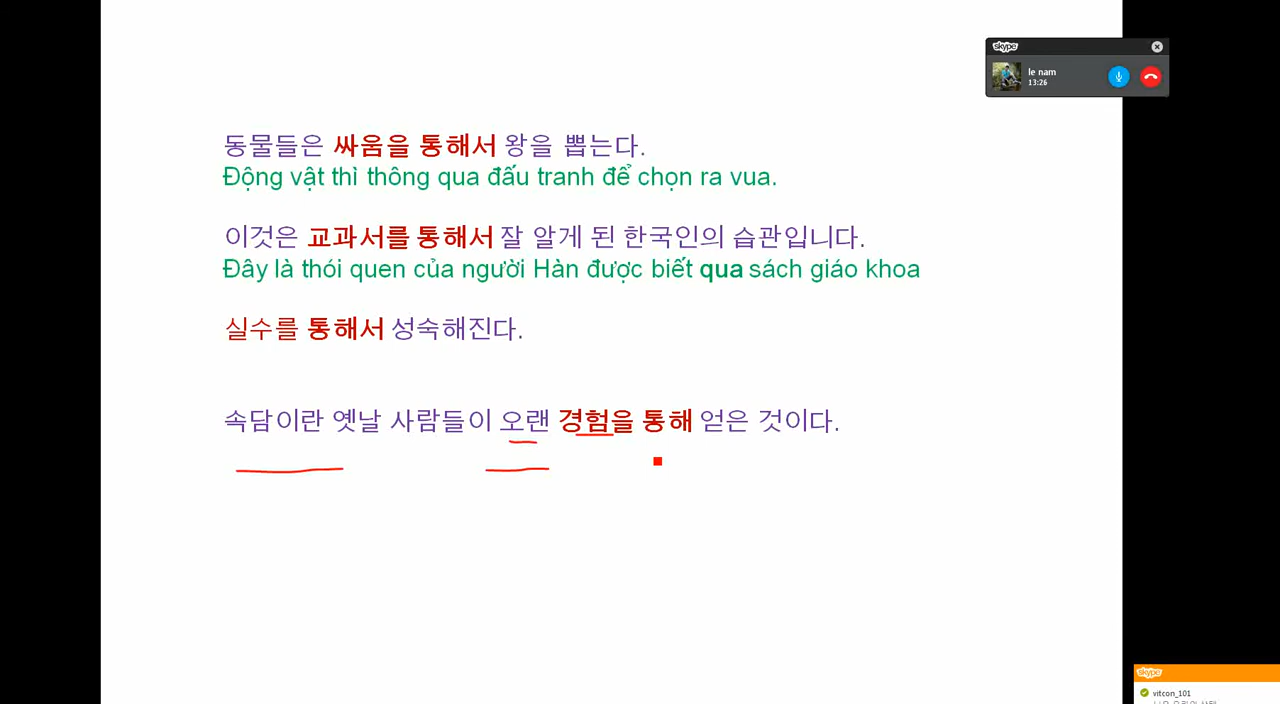 skype
le nam
13:26
동물들은 싸움을 통해서 왕을 뽑는다.
Động vật thì thông qua đấu tranh để chọn ra vua.
이것은 교과서를 통해서 잘 알게 된 한국인의 습관입니다.
Đây là thói quen của người Hàn được biết qua sách giáo khoa
실수를 통해서 성숙해진다.
속담이란 옛날 사람들이 오랜 경험을 통해 얻은 것이다.
skype
vitcon_101